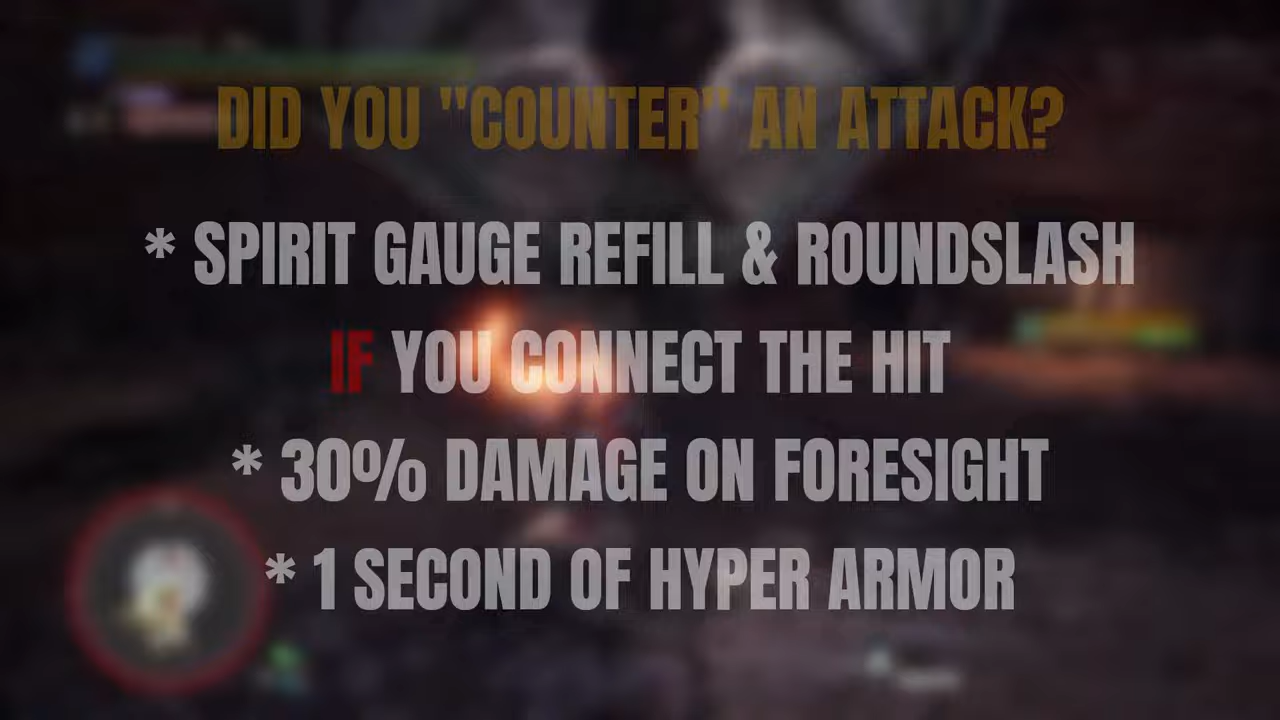 DID YOU "COUNTER" AN ATTACK?
* SPIRIT GAUGE REFILL & ROUNDSLASH
IF YOU CONNECT THE HIT
* 30% DAMAGE ON FORESIGHT
* 1 SECOND OF HYPER ARMOR